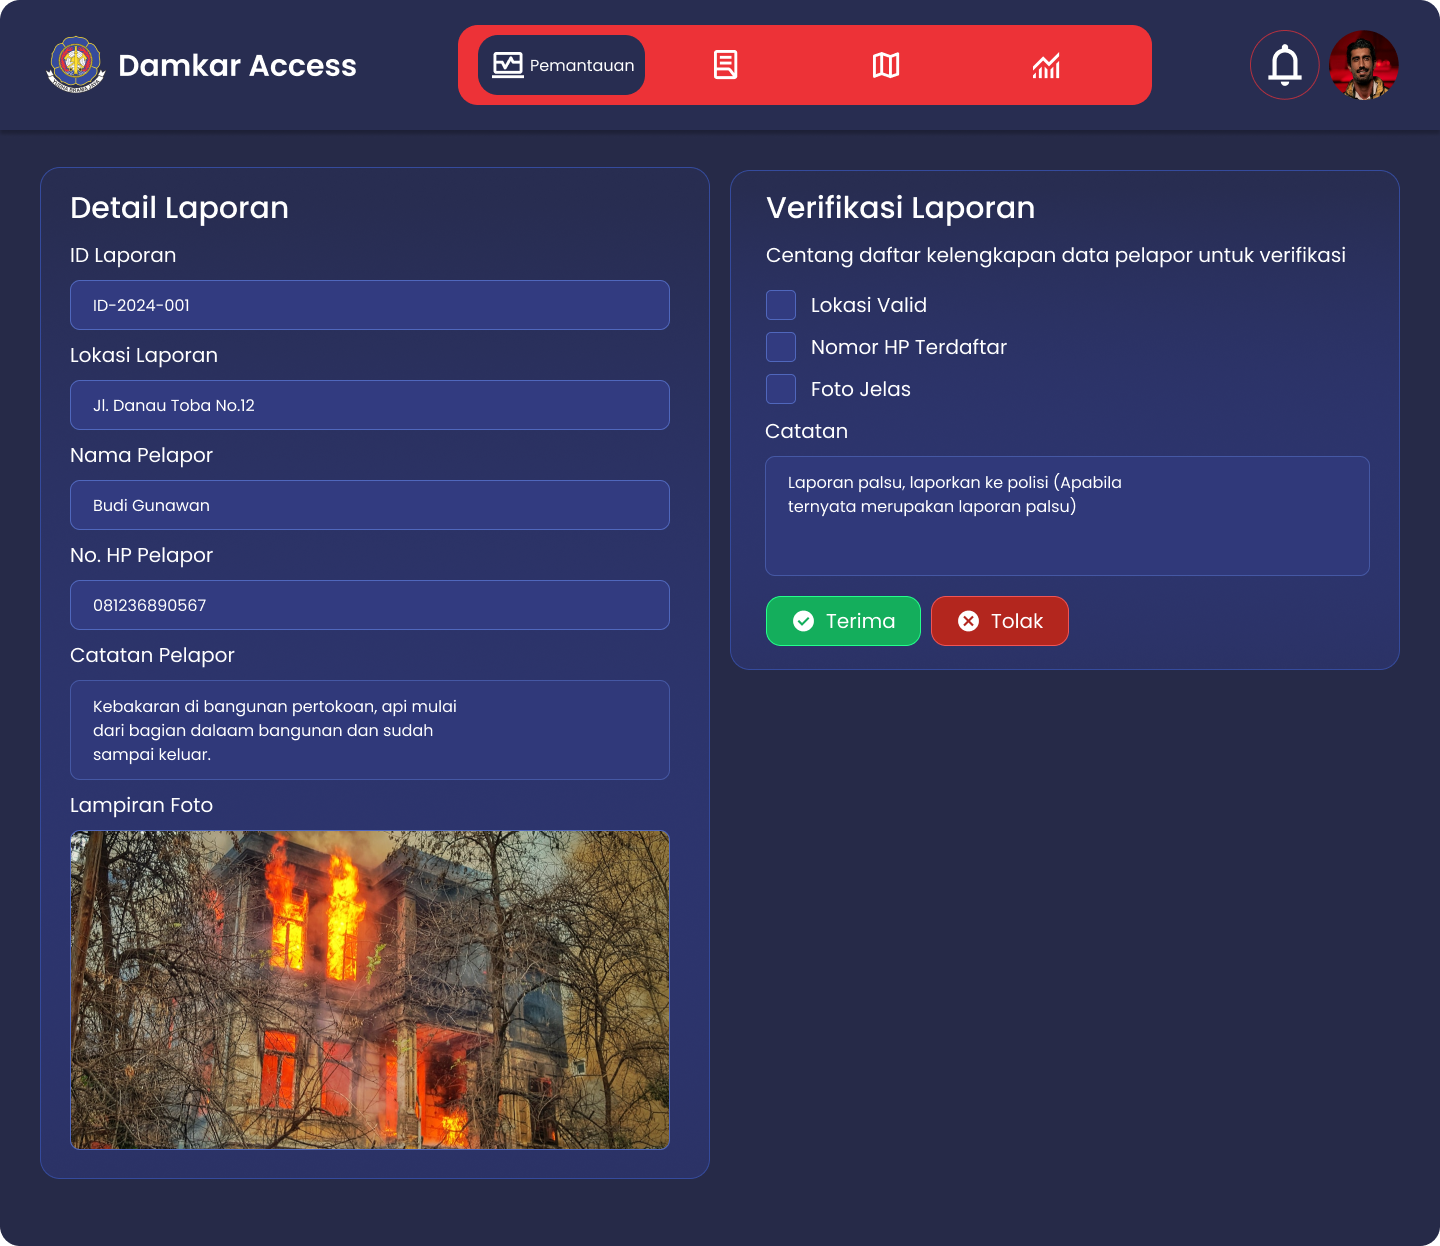 Damkar Access
Pemantauan
Detail Laporan
ID Laporan
ID-2024-001
Lokasi Laporan
Jl. Danau Toba No.12
Nama Pelapor
Budi Gunawan
No. HP Pelapor
081236890567
Catatan Pelapor
Kebakaran di bangunan pertokoan, api mulai
dari bagian dalaam bangunan dan sudah
sampai keluar.
Lampiran Foto
Verifikasi Laporan
Centang daftar kelengkapan data pelapor untuk verifikasi
Lokasi Valid
Nomor HP Terdaftar
Foto Jelas
Catatan
Laporan palsu, laporkan ke polisi (Apabila
ternyata merupakan laporan palsu)
Terima
Tolak